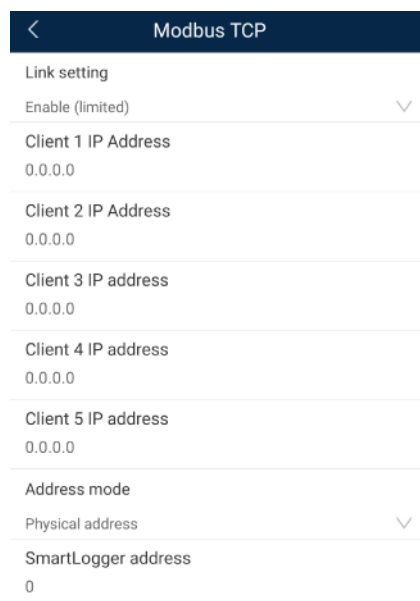 Modbus TCP
Link setting
Enable (limited)
Client 1 IP Address
0.0.0.0
Client 2 IP Address
0.0.0.0
Client 3 IP address
0.0.0.0
Client 4 IP address
0.0.0.0
Client 5 IP address
0.0.0.0
Address mode
Physical address
SmartLogger address
0